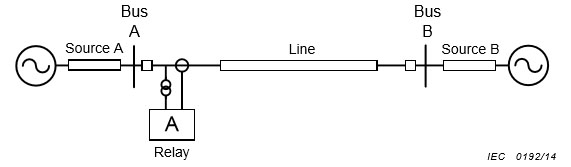 Bus
A
Bus
B
Source A
Line
Source B
A
Relay
IEC 0192/14